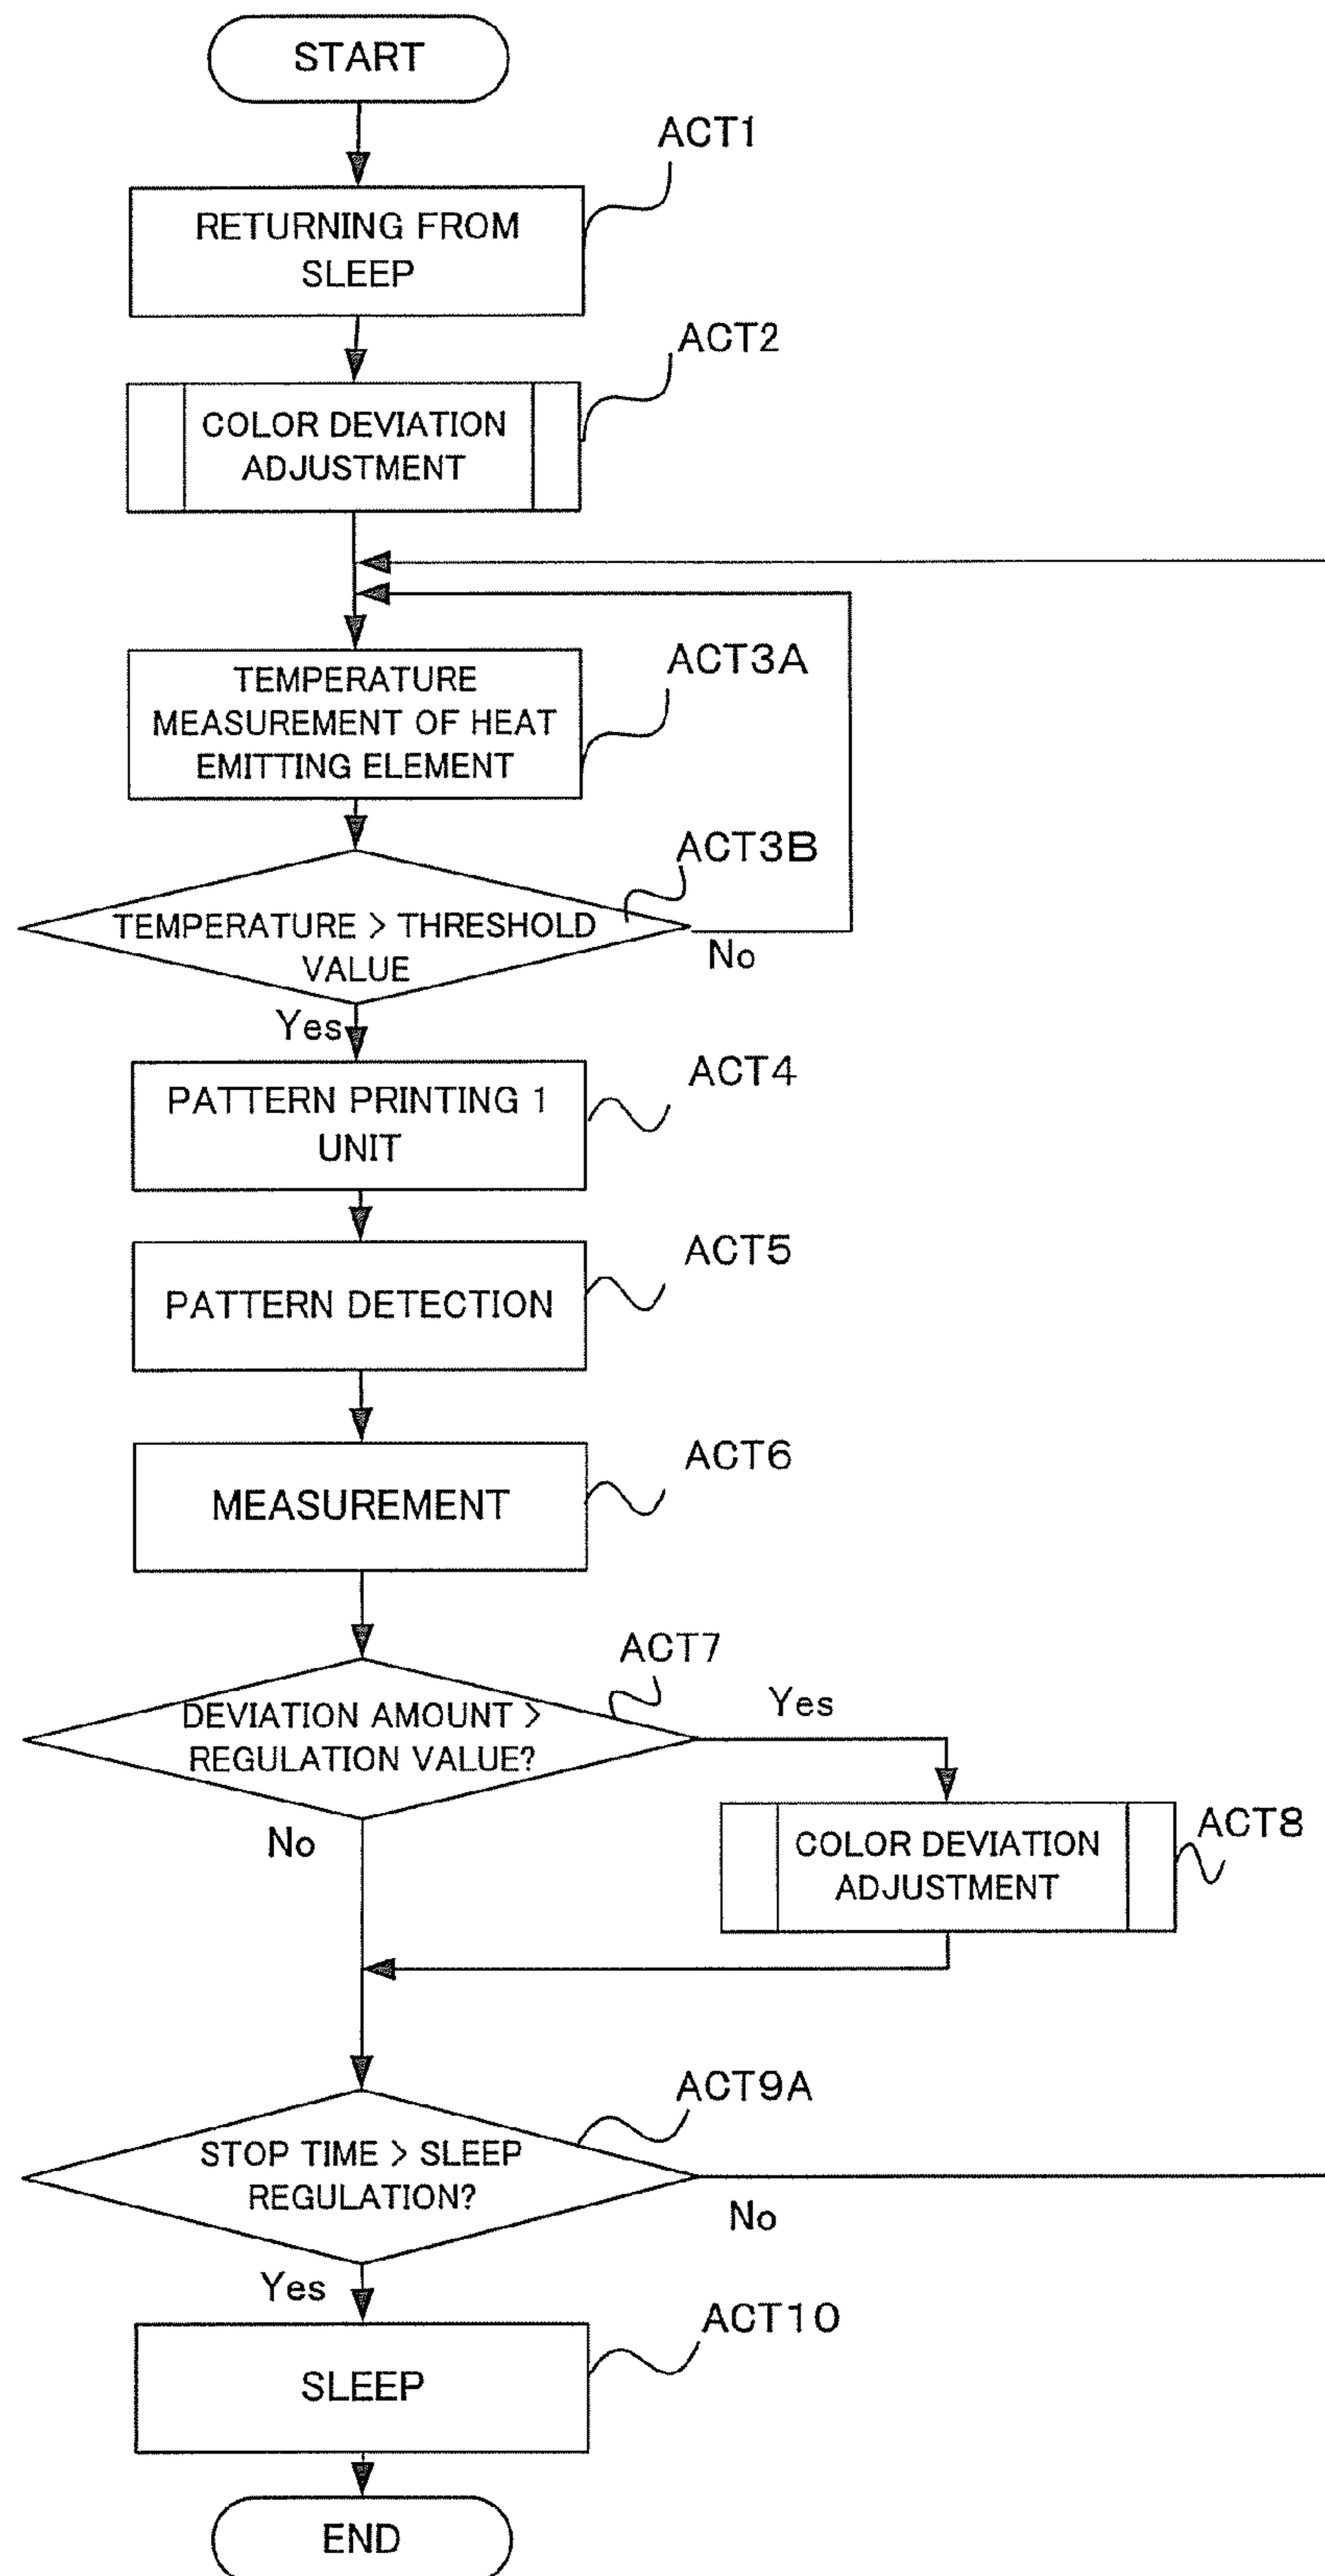 START
ACT1
RETURNING FROM
SLEEP
ACT2
COLOR DEVIATION
ADJUSTMENT
ACT3A
TEMPERATURE
MEASUREMENT OF HEAT
EMITTING ELEMENT
ACT3B
TEMPERATURE > THRESHOLD
VALUE
No
Yes
ACT4
PATTERN PRINTING 1
UNIT
ACT5
PATTERN DETECTION
ACT6
MEASUREMENT
ACT7
DEVIATION AMOUNT >
REGULATION VALUE?
Yes
No
ACT8
COLOR DEVIATION
ADJUSTMENT
ACT9A
STOP TIME > SLEEP
REGULATION?
No
Yes
ACT10
SLEEP
END